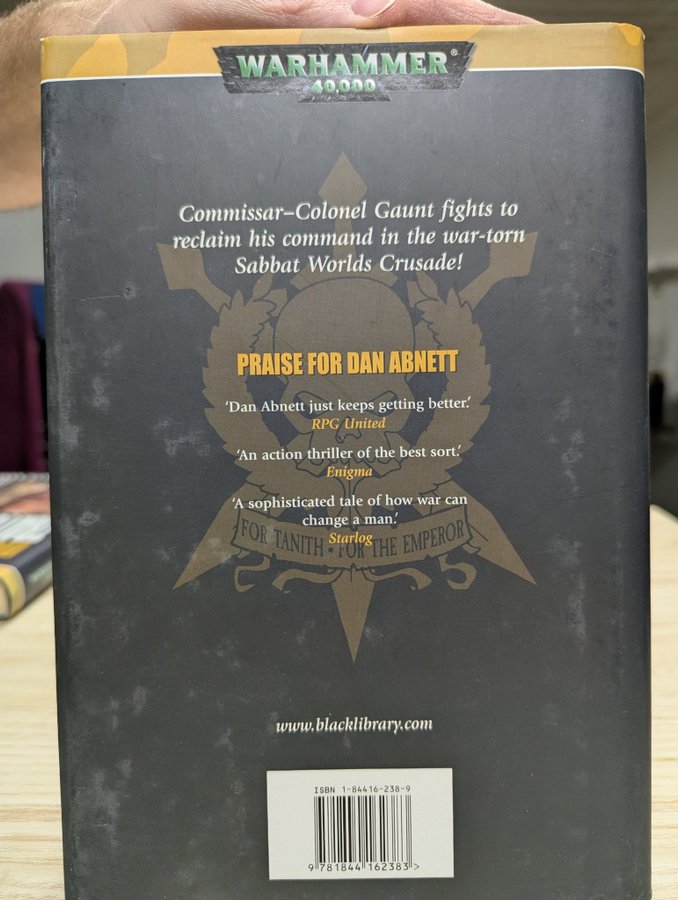 WARHAMMER®
40,000
Commissar–Colonel Gaunt fights to
reclaim his command in the war-torn
Sabbat Worlds Crusade!
PRAISE FOR DAN ABNETT
‘Dan Abnett just keeps getting better.’
RPG United
‘An action thriller of the best sort.’
Enigma
‘A sophisticated tale of how war can
change a man.’
Starlog
FOR TANITH · FOR THE EMPEROR
www.blacklibrary.com
ISBN 1-84416-238-9
9 781844 162383 >